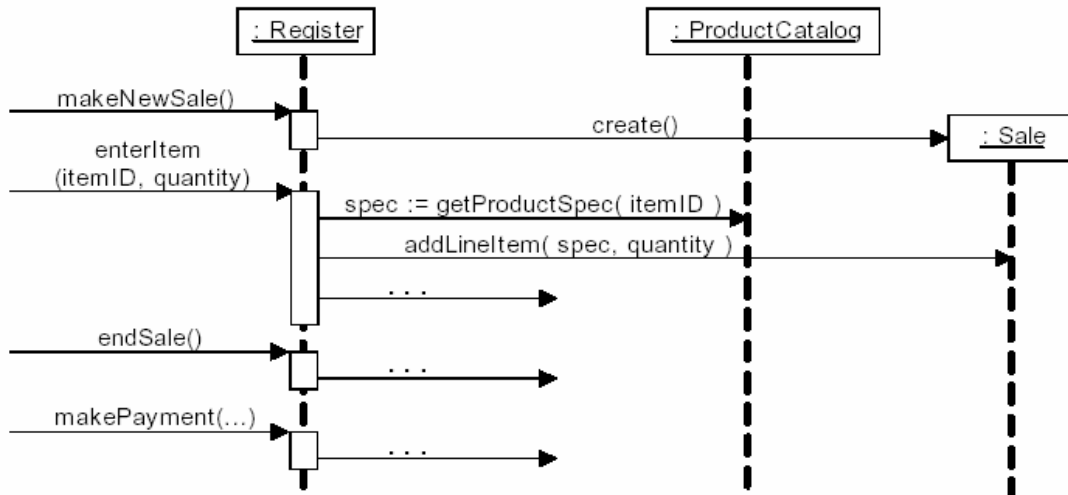 : Register
: ProductCatalog
makeNewSale()
create()
: Sale
enterItem
(itemID, quantity)
spec := getProductSpec( itemID )
addLineItem( spec, quantity )
. . .
endSale()
. . .
makePayment(...)
. . .